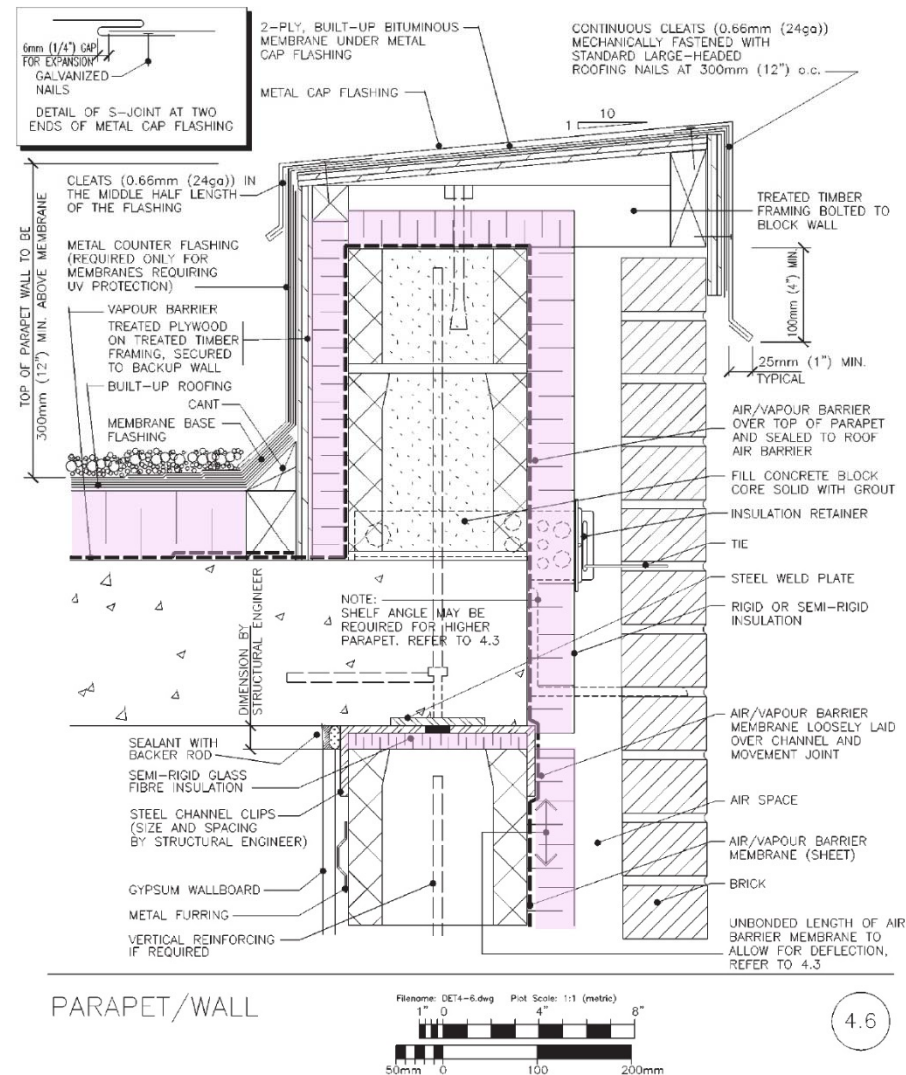 6mm (1/4") GAP
FOR EXPANSION
GALVANIZED
NAILS
DETAIL OF S-JOINT AT TWO
ENDS OF METAL CAP FLASHING
2-PLY, BUILT-UP BITUMINOUS
MEMBRANE UNDER METAL
CAP FLASHING
METAL CAP FLASHING
CONTINUOUS CLEATS (0.66mm (24ga))
MECHANICALLY FASTENED WITH
STANDARD LARGE-HEADED
ROOFING NAILS AT 300mm (12") o.c.
10
1
TOP OF PARAPET WALL TO BE
300mm (12") MIN. ABOVE MEMBRANE
CLEATS (0.66mm (24ga)) IN
THE MIDDLE HALF LENGTH
OF THE FLASHING
METAL COUNTER FLASHING
(REQUIRED ONLY FOR
MEMBRANES REQUIRING
UV PROTECTION)
VAPOUR BARRIER
TREATED PLYWOOD
ON TREATED TIMBER
FRAMING, SECURED
TO BACKUP WALL
BUILT-UP ROOFING
CANT
MEMBRANE BASE
FLASHING
TREATED TIMBER
FRAMING BOLTED TO
BLOCK WALL
100mm (4") MIN.
25mm (1") MIN.
TYPICAL
AIR/VAPOUR BARRIER
OVER TOP OF PARAPET
AND SEALED TO ROOF
AIR BARRIER
FILL CONCRETE BLOCK
CORE SOLID WITH GROUT
INSULATION RETAINER
TIE
STEEL WELD PLATE
RIGID OR SEMI-RIGID
INSULATION
NOTE:
SHELF ANGLE MAY BE
REQUIRED FOR HIGHER
PARAPET. REFER TO 4.3
DIMENSION BY
STRUCTURAL ENGINEER
SEALANT WITH
BACKER ROD
SEMI-RIGID GLASS
FIBRE INSULATION
STEEL CHANNEL CLIPS
(SIZE AND SPACING
BY STRUCTURAL ENGINEER)
GYPSUM WALLBOARD
METAL FURRING
VERTICAL REINFORCING
IF REQUIRED
AIR/VAPOUR BARRIER
MEMBRANE LOOSELY LAID
OVER CHANNEL AND
MOVEMENT JOINT
AIR SPACE
AIR/VAPOUR BARRIER
MEMBRANE (SHEET)
BRICK
UNBONDED LENGTH OF AIR
BARRIER MEMBRANE TO
ALLOW FOR DEFLECTION,
REFER TO 4.3
PARAPET/WALL
Filename: DET4-6.dwg Plot Scale: 1:1 (metric)
1" 0 4" 8"
50mm 0 100 200mm
4.6